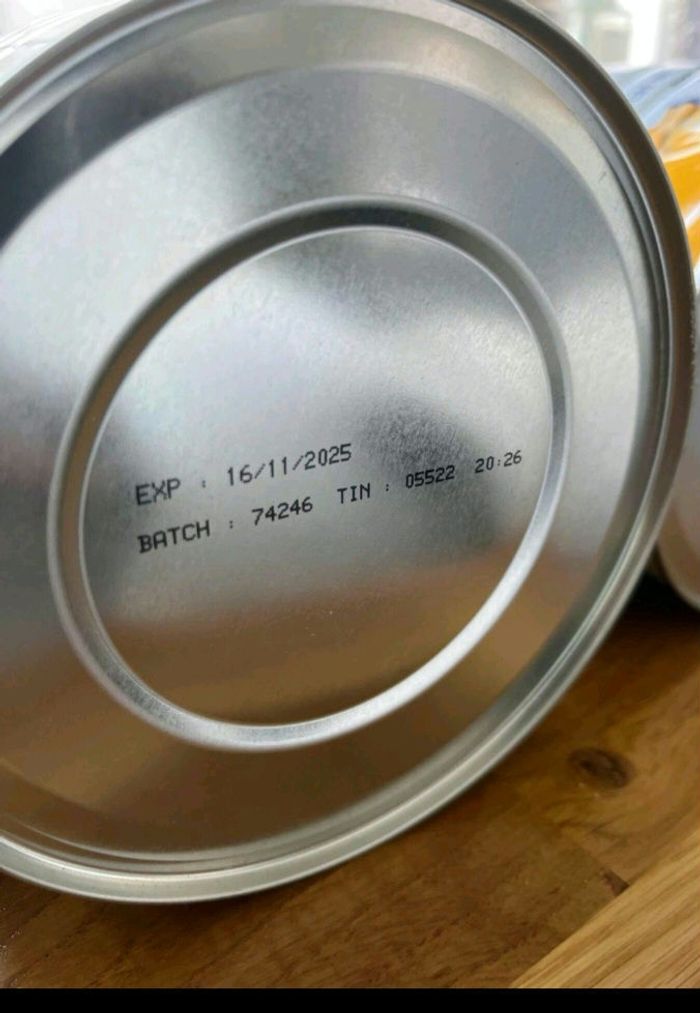 EXP : 16/11/2025
BATCH : 74246 TIN : 05522 20:26